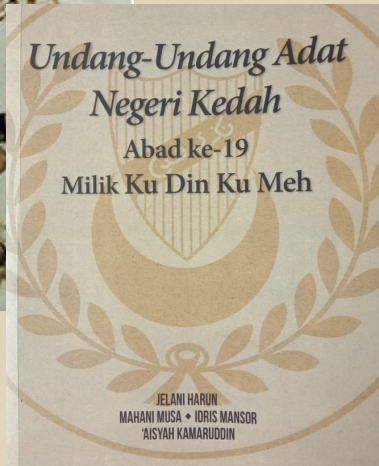 Undang-Undang Adat
Negeri Kedah
Abad ke-19
Milik Ku Din Ku Meh
JELANI HARUN
MAHANI MUSA ◆ IDRIS MANSOR
'AISYAH KAMARUDDIN